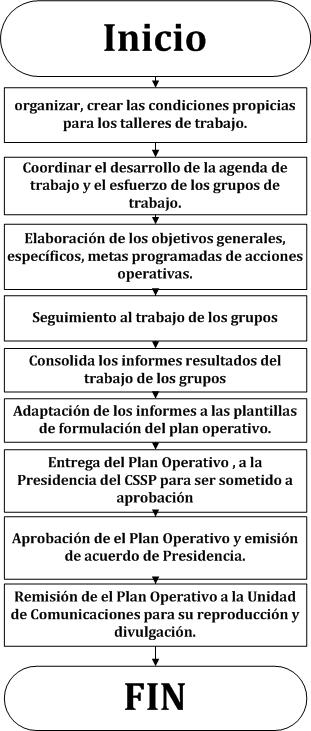 Inicio
organizar, crear las condiciones propicias
para los talleres de trabajo.
Coordinar el desarrollo de la agenda de
trabajo y el esfuerzo de los grupos de
trabajo.
Elaboración de los objetivos generales,
específicos, metas programadas de acciones
operativas.
Seguimiento al trabajo de los grupos
Consolida los informes resultados del
trabajo de los grupos
Adaptación de los informes a las plantillas
de formulación del plan operativo.
Entrega del Plan Operativo , a la
Presidencia del CSSP para ser sometido a
aprobación
Aprobación de el Plan Operativo y emisión
de acuerdo de Presidencia.
Remisión de el Plan Operativo a la Unidad
de Comunicaciones para su reproducción y
divulgación.
FIN